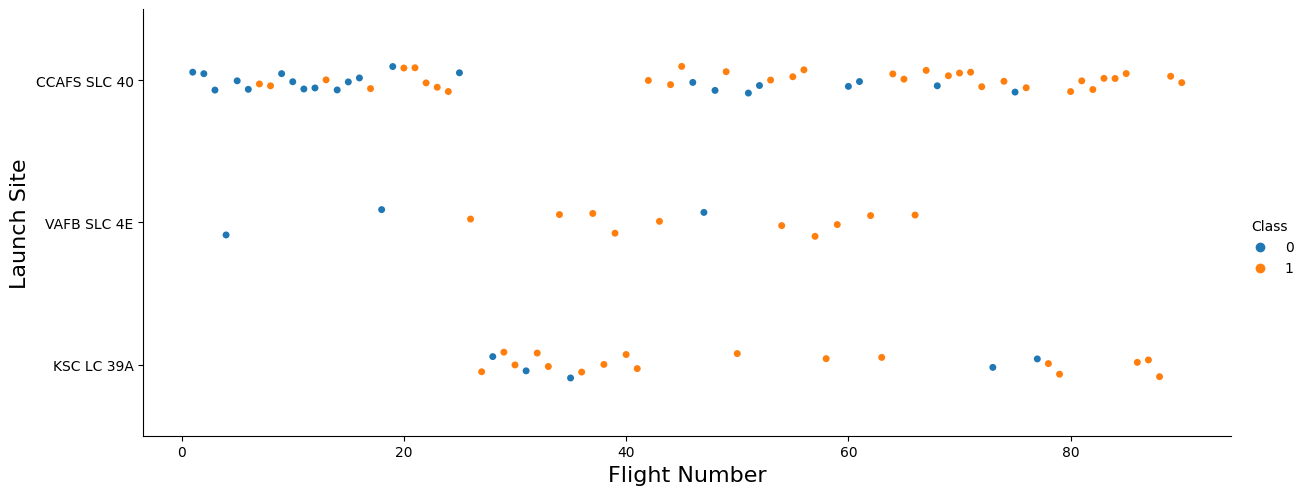 CCAFS SLC 40
VAFB SLC 4E
KSC LC 39A
Launch Site
0 20 40 60 80
Flight Number
Class
0
1